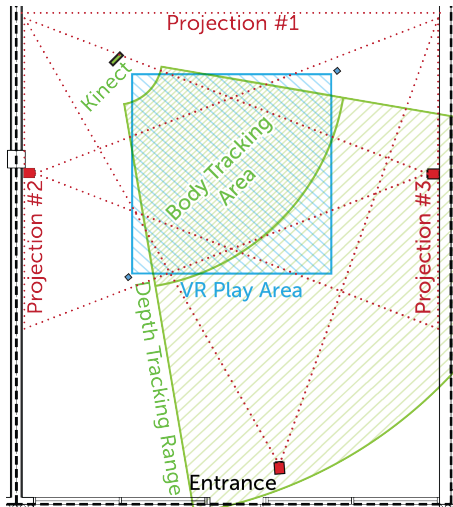 Projection #1
Kinect
Body Tracking
Area
Projection #2
Projection #3
VR Play Area
Depth Tracking Range
Entrance